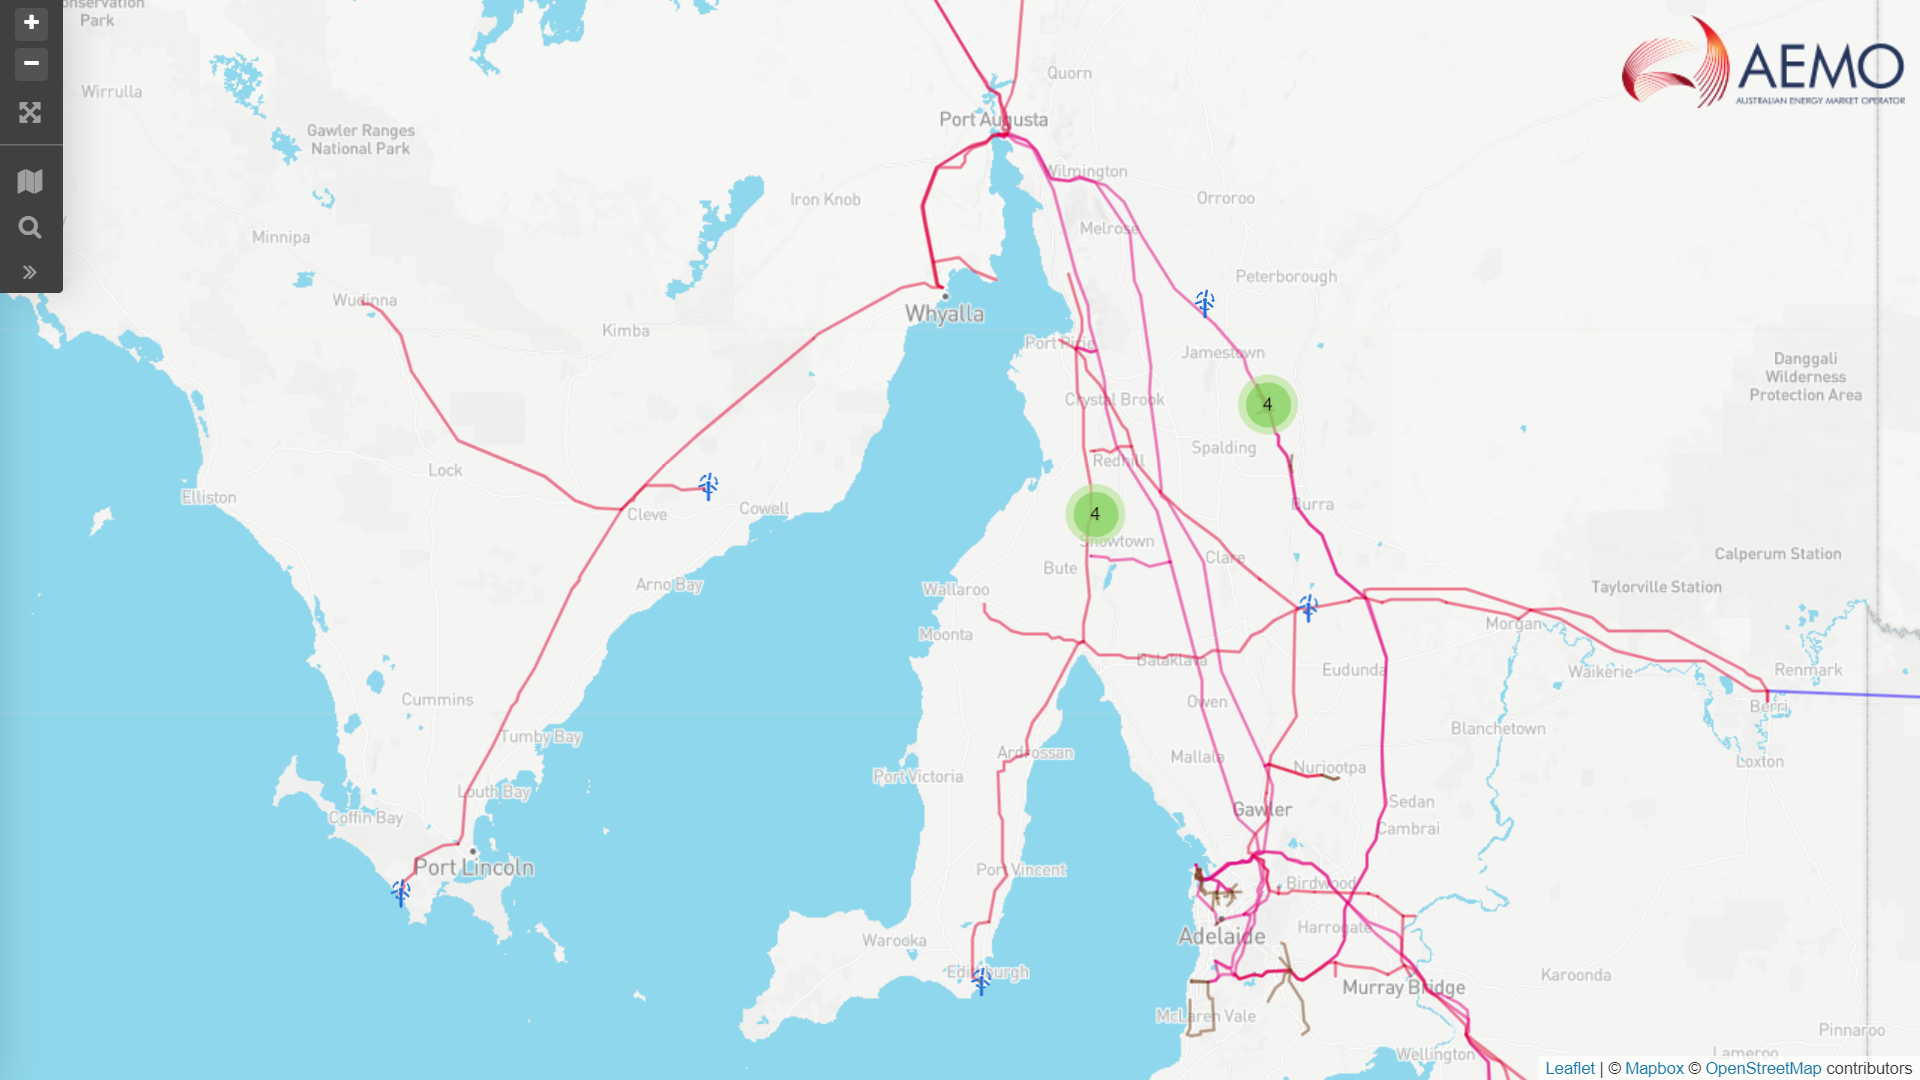 Conservation
Park
Wirrulla
Gawler Ranges
National Park
Quorn
AEMO
AUSTRALIAN ENERGY MARKET OPERATOR
Port Augusta
Wilmington
Iron Knob
Orroroo
Minnipa
Melrose
Peterborough
Wudinna
Whyalla
Kimba
Port Pirie
Jamestown
Danggali
Wilderness
Protection Area
Crystal Brook
4
Spalding
Redhill
Lock
Elliston
Cleve
Cowell
4
Burra
Snowtown
Bute
Clare
Calperum Station
Arno Bay
Wallaroo
Taylorville Station
Moonta
Morgan
Balaklava
Eudunda
Waikerie
Renmark
Cummins
Owen
Berri
Blanchetown
Tumby Bay
Ardrossan
Mallala
Nuriootpa
Loxton
Port Victoria
Louth Bay
Coffin Bay
Gawler
Sedan
Cambrai
Port Lincoln
Port Vincent
Birdwood
Harrogate
Adelaide
Warooka
Edithburgh
Karoonda
Murray Bridge
McLaren Vale
Pinnaroo
Wellington
Lameroo
Leaflet | © Mapbox © OpenStreetMap contributors